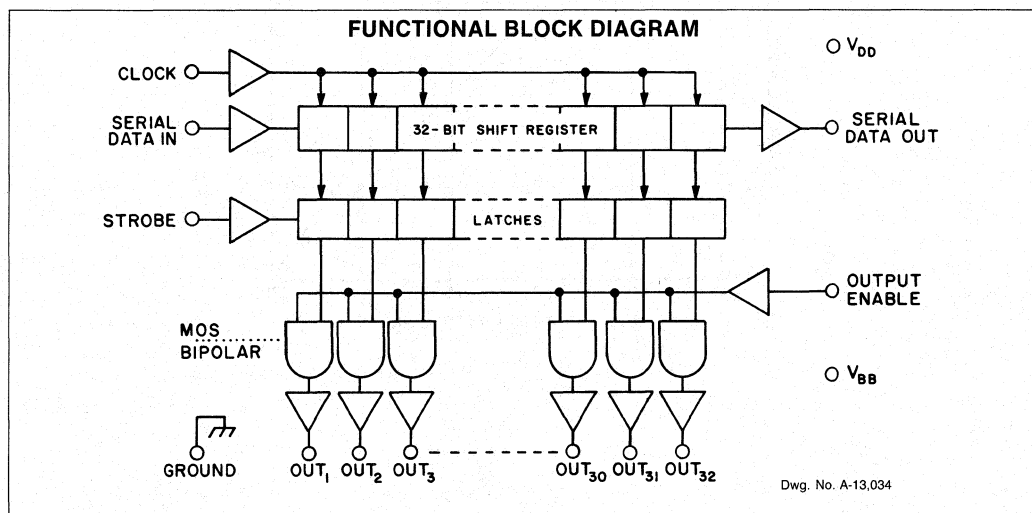 FUNCTIONAL BLOCK DIAGRAM
V_DD
CLOCK
SERIAL
DATA IN
32-BIT SHIFT REGISTER
SERIAL
DATA OUT
STROBE
LATCHES
OUTPUT
ENABLE
MOS
BIPOLAR
V_BB
GROUND
OUT_1 OUT_2 OUT_3 OUT_30 OUT_31 OUT_32
Dwg. No. A-13,034